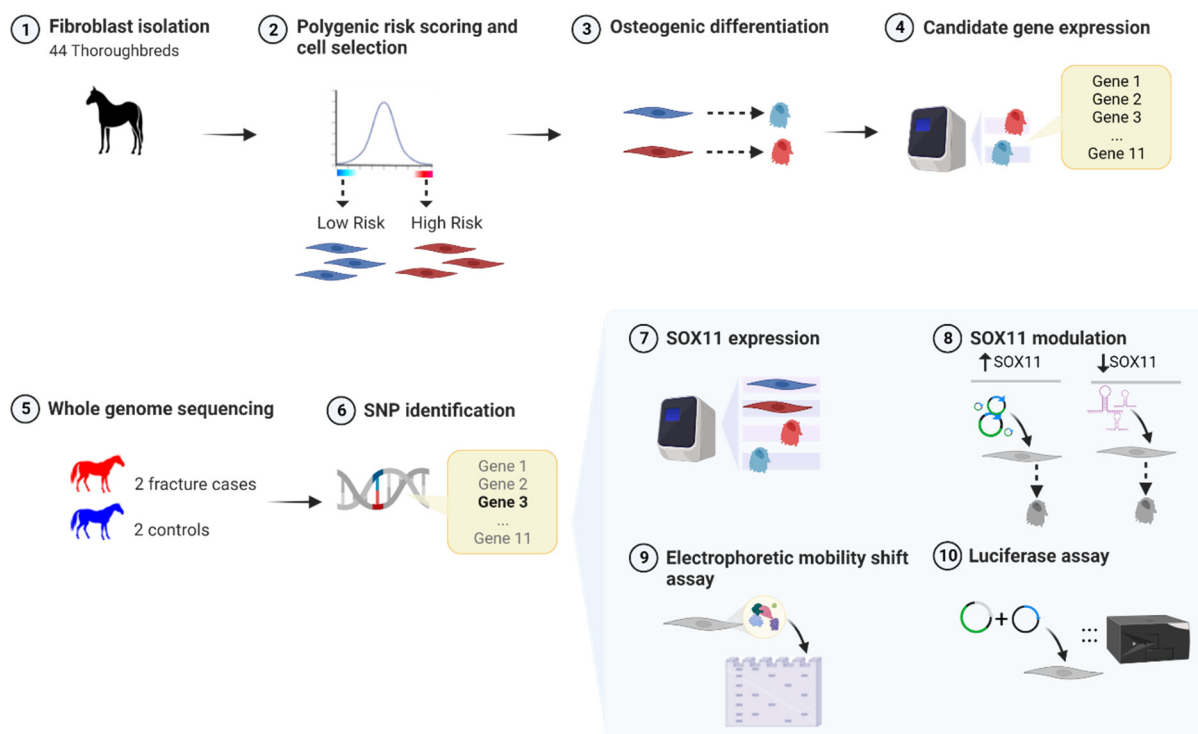 1 Fibroblast isolation
44 Thoroughbreds
2 Polygenic risk scoring and
cell selection
Low Risk
High Risk
3 Osteogenic differentiation
4 Candidate gene expression
Gene 1
Gene 2
Gene 3
...
Gene 11
5 Whole genome sequencing
2 fracture cases
2 controls
6 SNP identification
Gene 1
Gene 2
Gene 3
...
Gene 11
7 SOX11 expression
8 SOX11 modulation
↑SOX11
↓SOX11
9 Electrophoretic mobility shift
assay
10 Luciferase assay
+